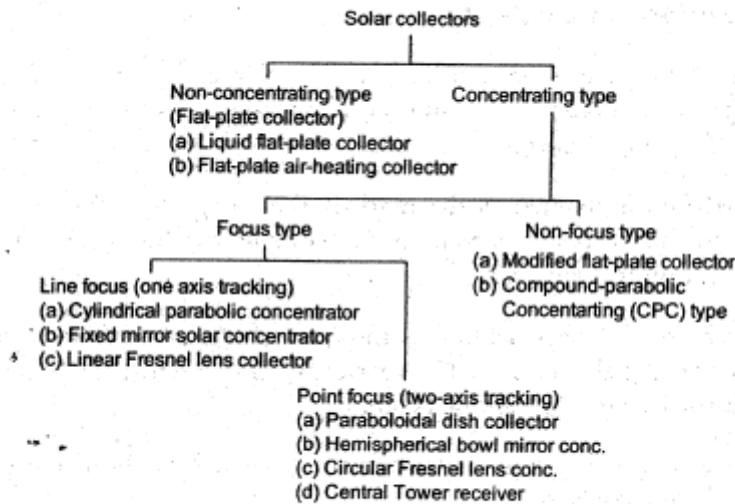 Solar collectors
Non-concentrating type
(Flat-plate collector)
(a) Liquid flat-plate collector
(b) Flat-plate air-heating collector
Concentrating type
Focus type
Non-focus type
(a) Modified flat-plate collector
(b) Compound-parabolic
Concentarting (CPC) type
Line focus (one axis tracking)
(a) Cylindrical parabolic concentrator
(b) Fixed mirror solar concentrator
(c) Linear Fresnel lens collector
Point focus (two-axis tracking)
(a) Paraboloidal dish collector
(b) Hemispherical bowl mirror conc.
(c) Circular Fresnel lens conc.
(d) Central Tower receiver